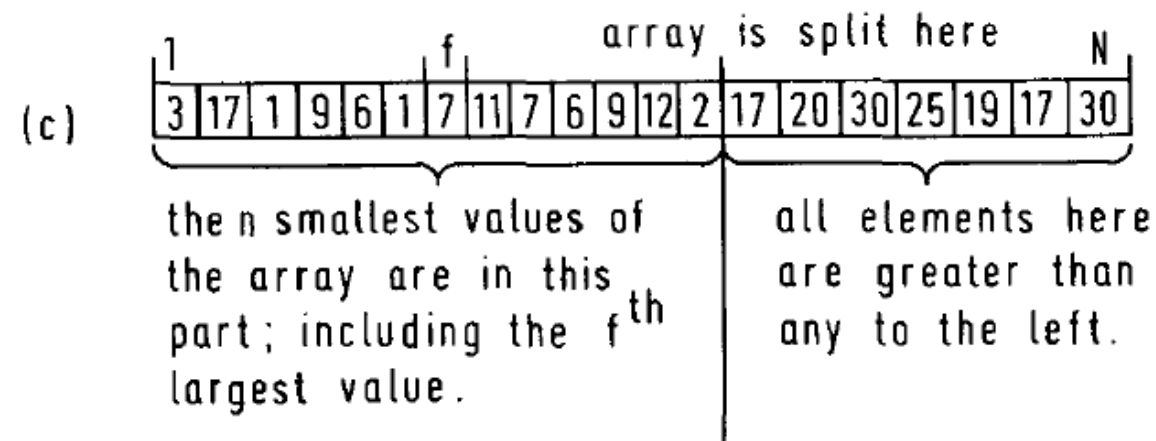 1 f array is split here N
(c) 3 17 1 9 6 1 7 11 7 6 9 12 2 17 20 30 25 19 17 30
the n smallest values of
the array are in this
part; including the f th
largest value.
all elements here
are greater than
any to the left.